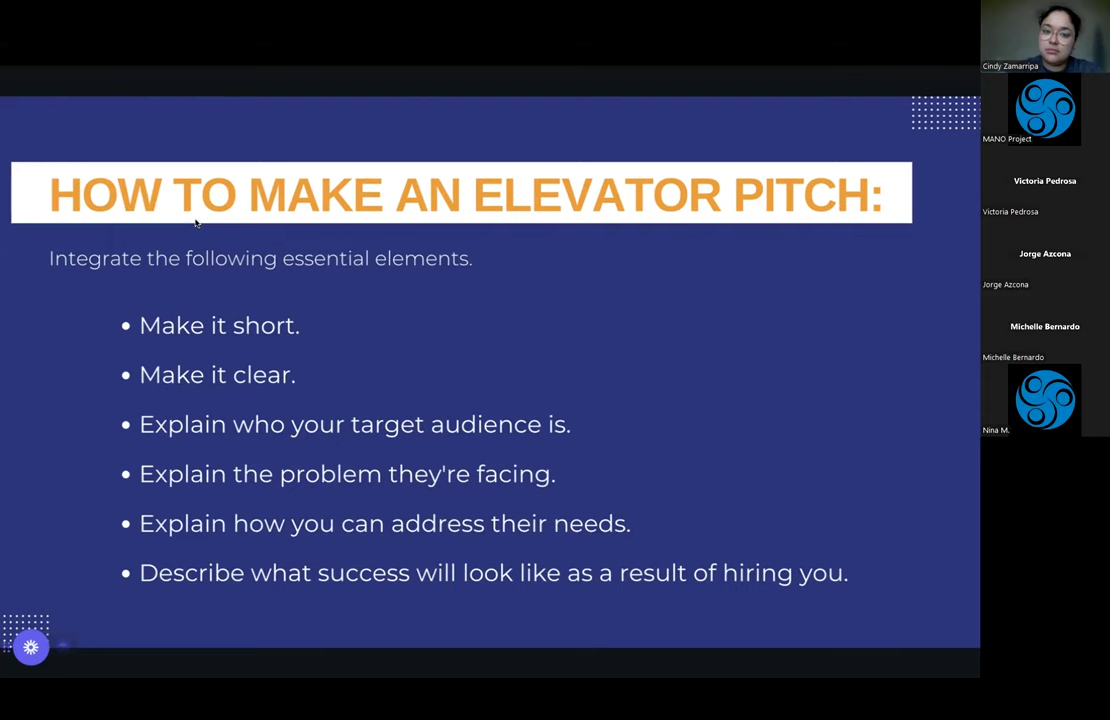 HOW TO MAKE AN ELEVATOR PITCH:
Integrate the following essential elements.
• Make it short.
• Make it clear.
• Explain who your target audience is.
• Explain the problem they're facing.
• Explain how you can address their needs.
• Describe what success will look like as a result of hiring you.
Cindy Zamarripa
MANO Project
Victoria Pedrosa
Victoria Pedrosa
Jorge Azcona
Jorge Azcona
Michelle Bernardo
Michelle Bernardo
Nina M.